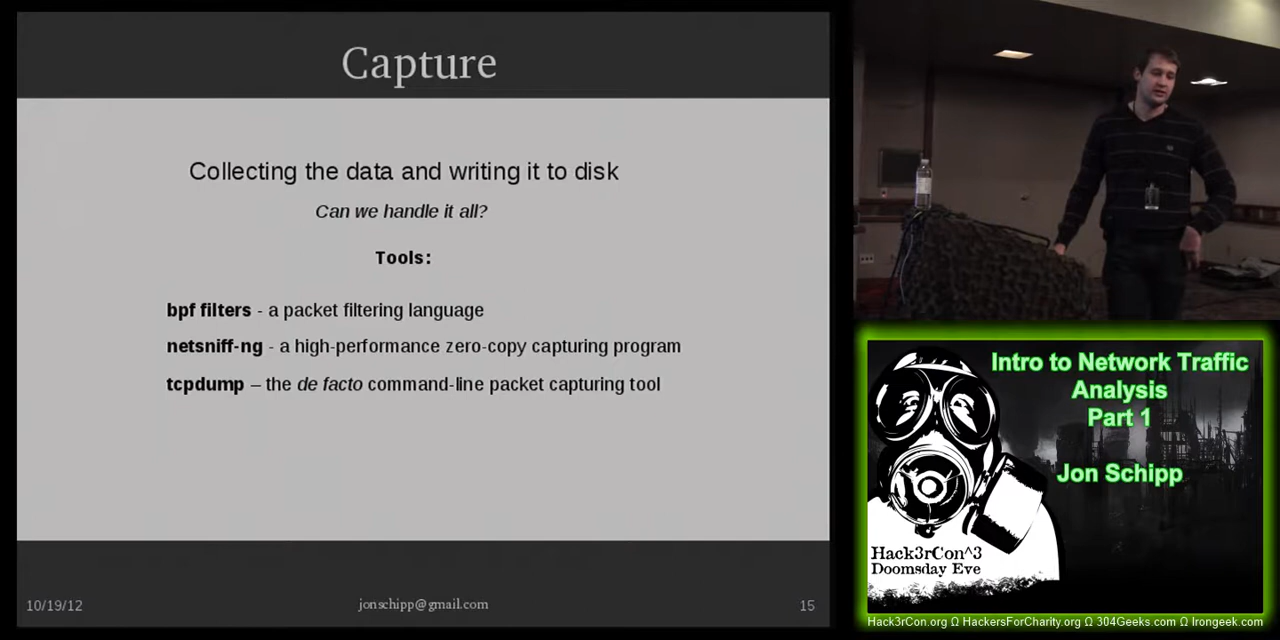 Capture
Collecting the data and writing it to disk
Can we handle it all?
Tools:
bpf filters - a packet filtering language
netsniff-ng - a high-performance zero-copy capturing program
tcpdump – the de facto command-line packet capturing tool
10/19/12
jonschipp@gmail.com
15
Intro to Network Traffic
Analysis
Part 1
Jon Schipp
Hack3rCon^3
Doomsday Eve
Hack3rCon.org Ω HackersForCharity.org Ω 304Geeks.com Ω Irongeek.com